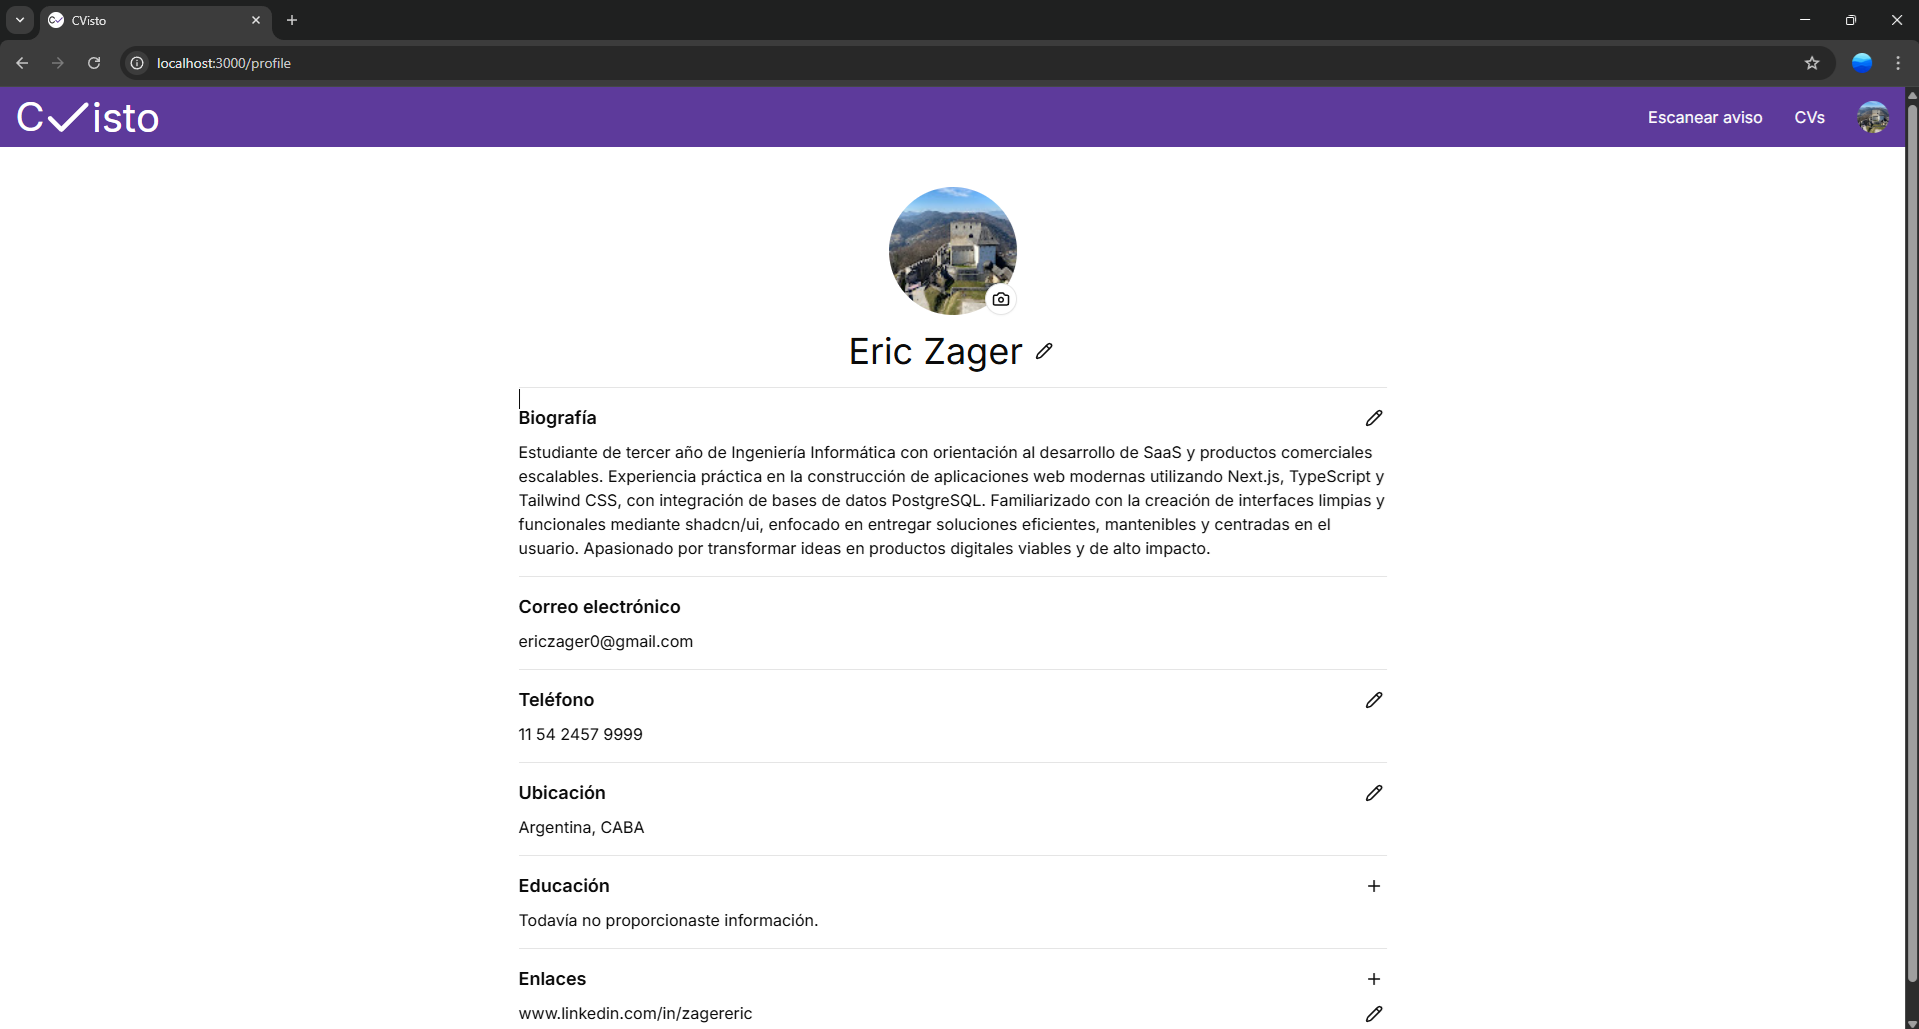 CVisto
localhost:3000/profile
C✓isto
Escanear aviso
CVs
Eric Zager
Biografía
Estudiante de tercer año de Ingeniería Informática con orientación al desarrollo de SaaS y productos comerciales
escalables. Experiencia práctica en la construcción de aplicaciones web modernas utilizando Next.js, TypeScript y
Tailwind CSS, con integración de bases de datos PostgreSQL. Familiarizado con la creación de interfaces limpias y
funcionales mediante shadcn/ui, enfocado en entregar soluciones eficientes, mantenibles y centradas en el
usuario. Apasionado por transformar ideas en productos digitales viables y de alto impacto.
Correo electrónico
ericzager0@gmail.com
Teléfono
11 54 2457 9999
Ubicación
Argentina, CABA
Educación
Todavía no proporcionaste información.
Enlaces
www.linkedin.com/in/zagereric